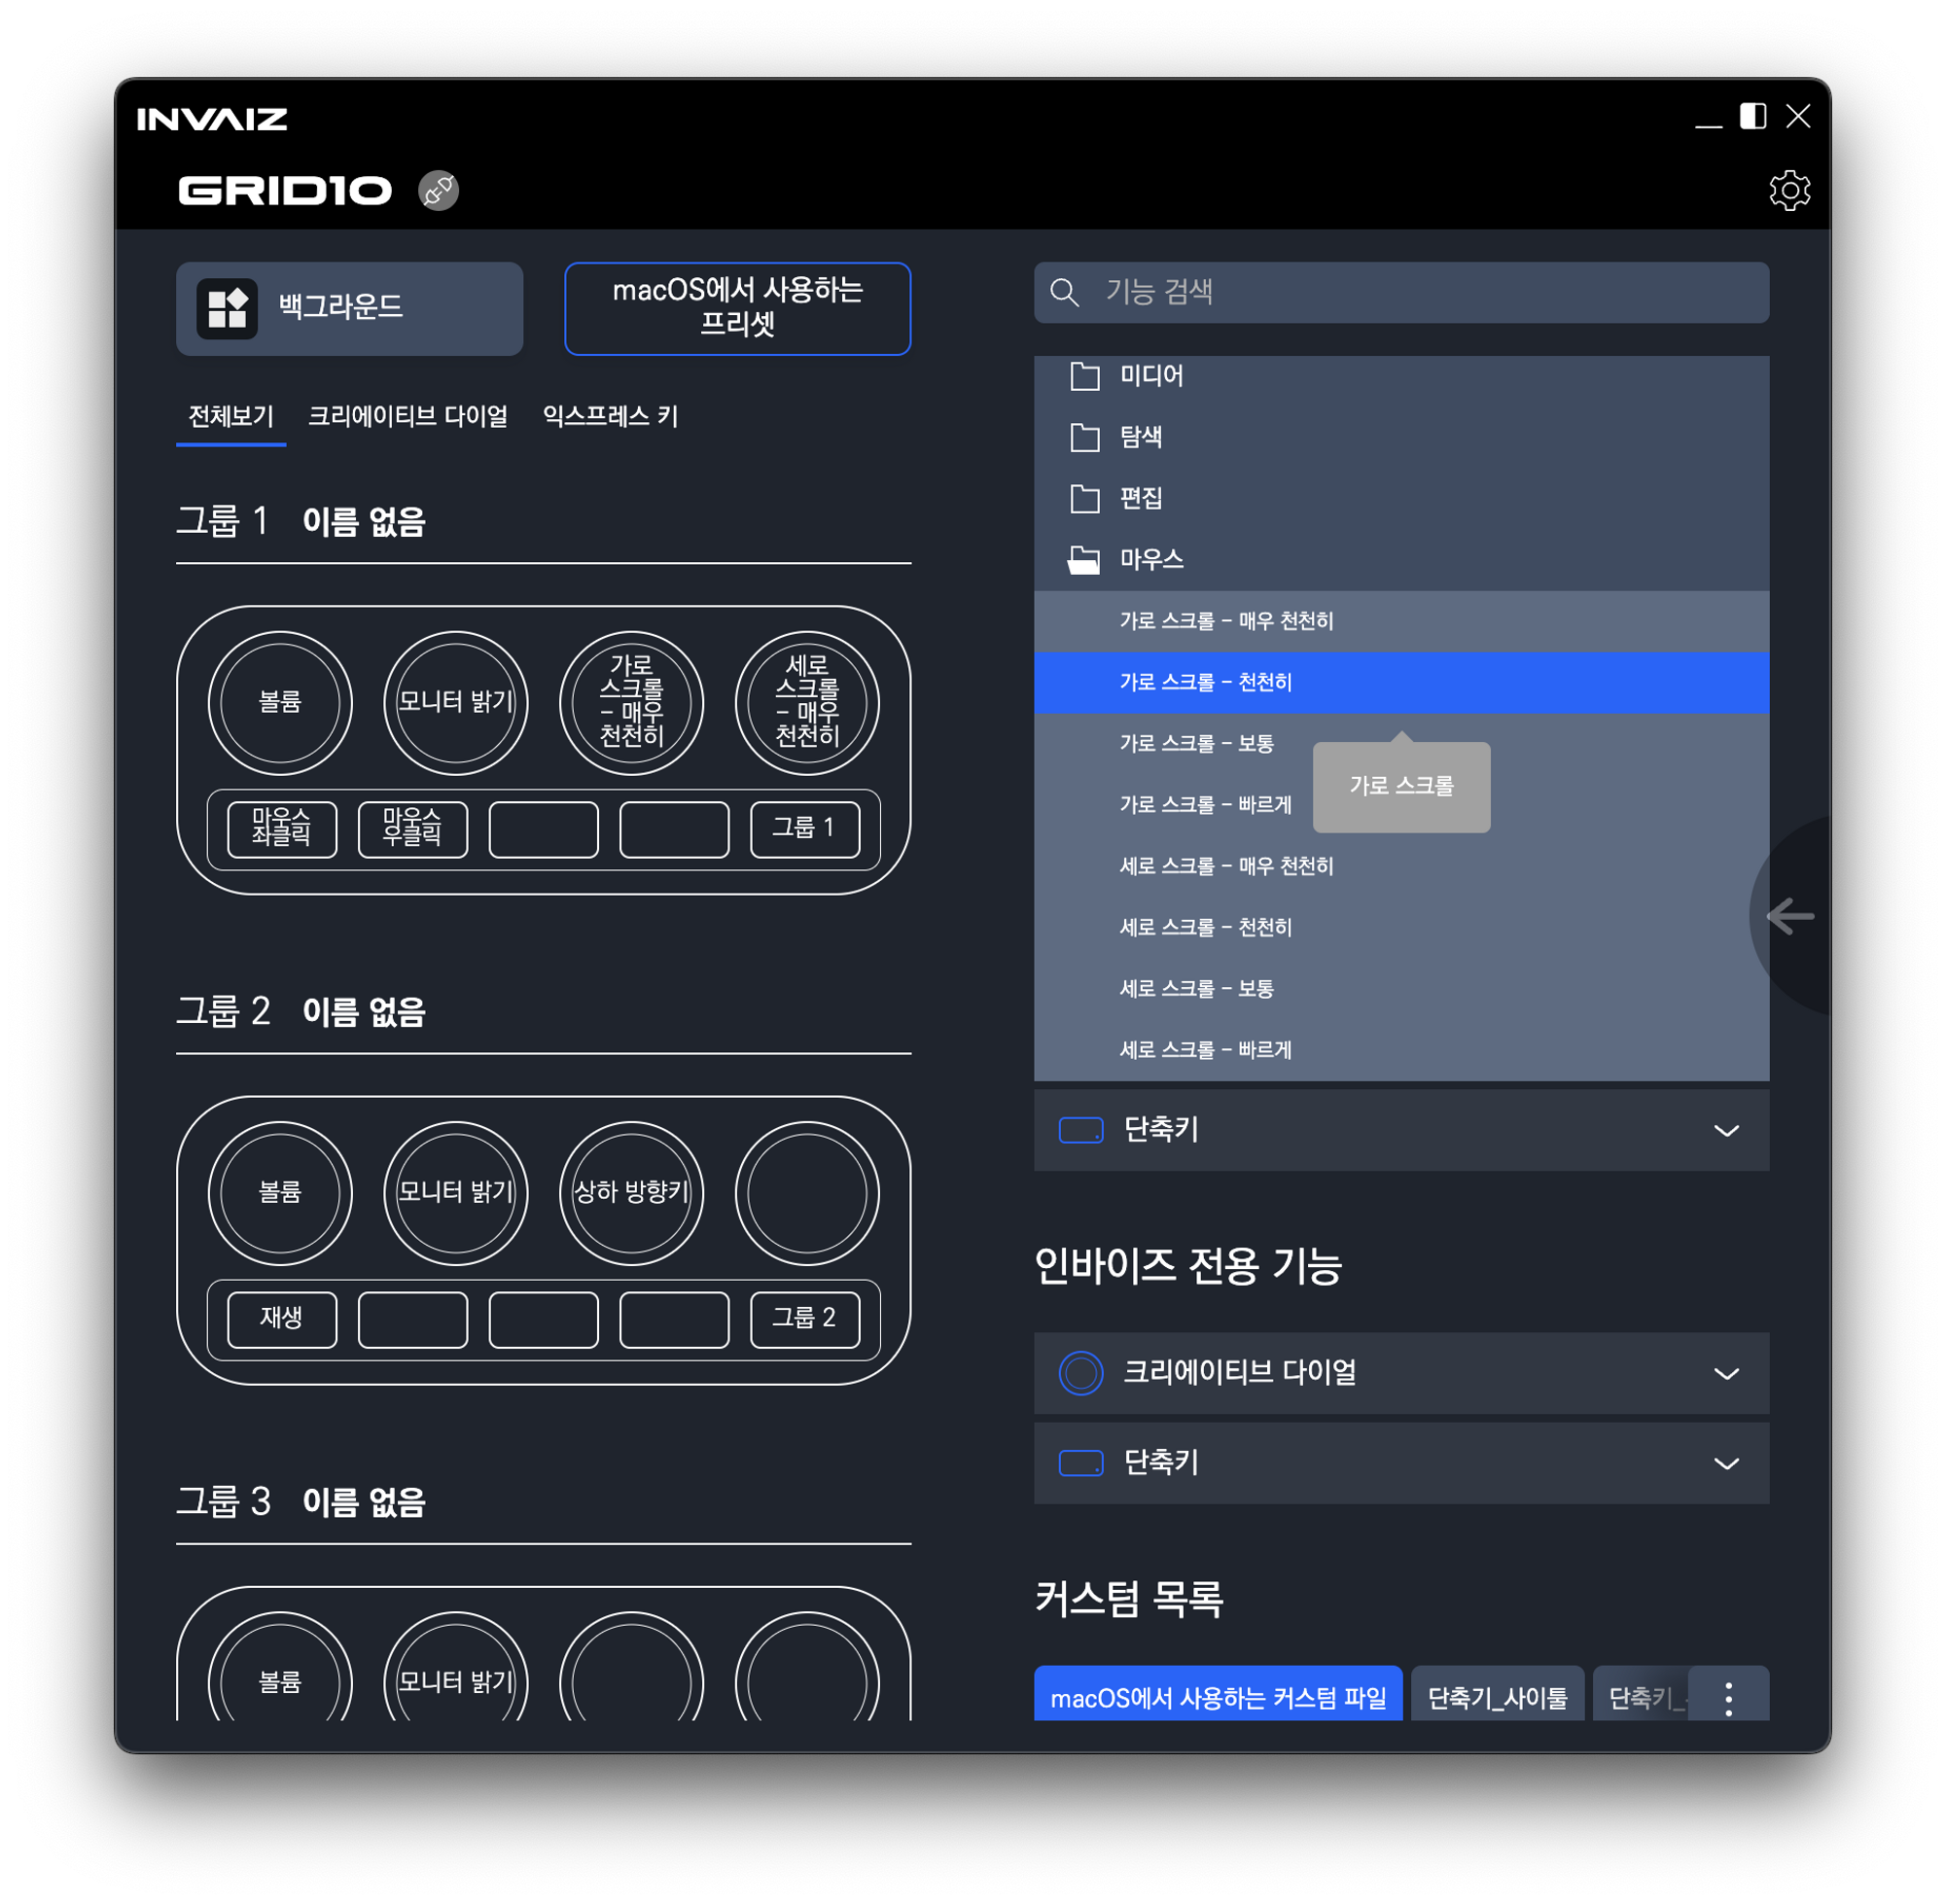 INVAIZ
GRID10
백그라운드
macOS에서 사용하는
프리셋
전체보기
크리에이티브 다이얼
익스프레스 키
그룹 1
이름 없음
볼륨
모니터 밝기
가로
스크롤
- 매우
천천히
세로
스크롤
- 매우
천천히
마우스
좌클릭
마우스
우클릭
그룹 1
그룹 2
이름 없음
볼륨
모니터 밝기
상하 방향키
재생
그룹 2
그룹 3
이름 없음
볼륨
모니터 밝기
기능 검색
미디어
탐색
편집
마우스
가로 스크롤 - 매우 천천히
가로 스크롤 - 천천히
가로 스크롤 - 보통
가로 스크롤
가로 스크롤 - 빠르게
세로 스크롤 - 매우 천천히
세로 스크롤 - 천천히
세로 스크롤 - 보통
세로 스크롤 - 빠르게
단축키
인바이즈 전용 기능
크리에이티브 다이얼
단축키
커스텀 목록
macOS에서 사용하는 커스텀 파일
단축기_사이툴
단축키_